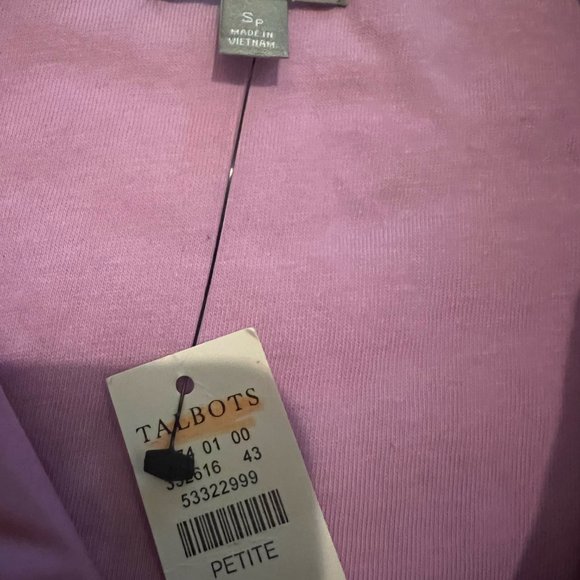 Sp
MADE IN
VIETNAM
TALBOTS
01 00
43
53322999
PETITE